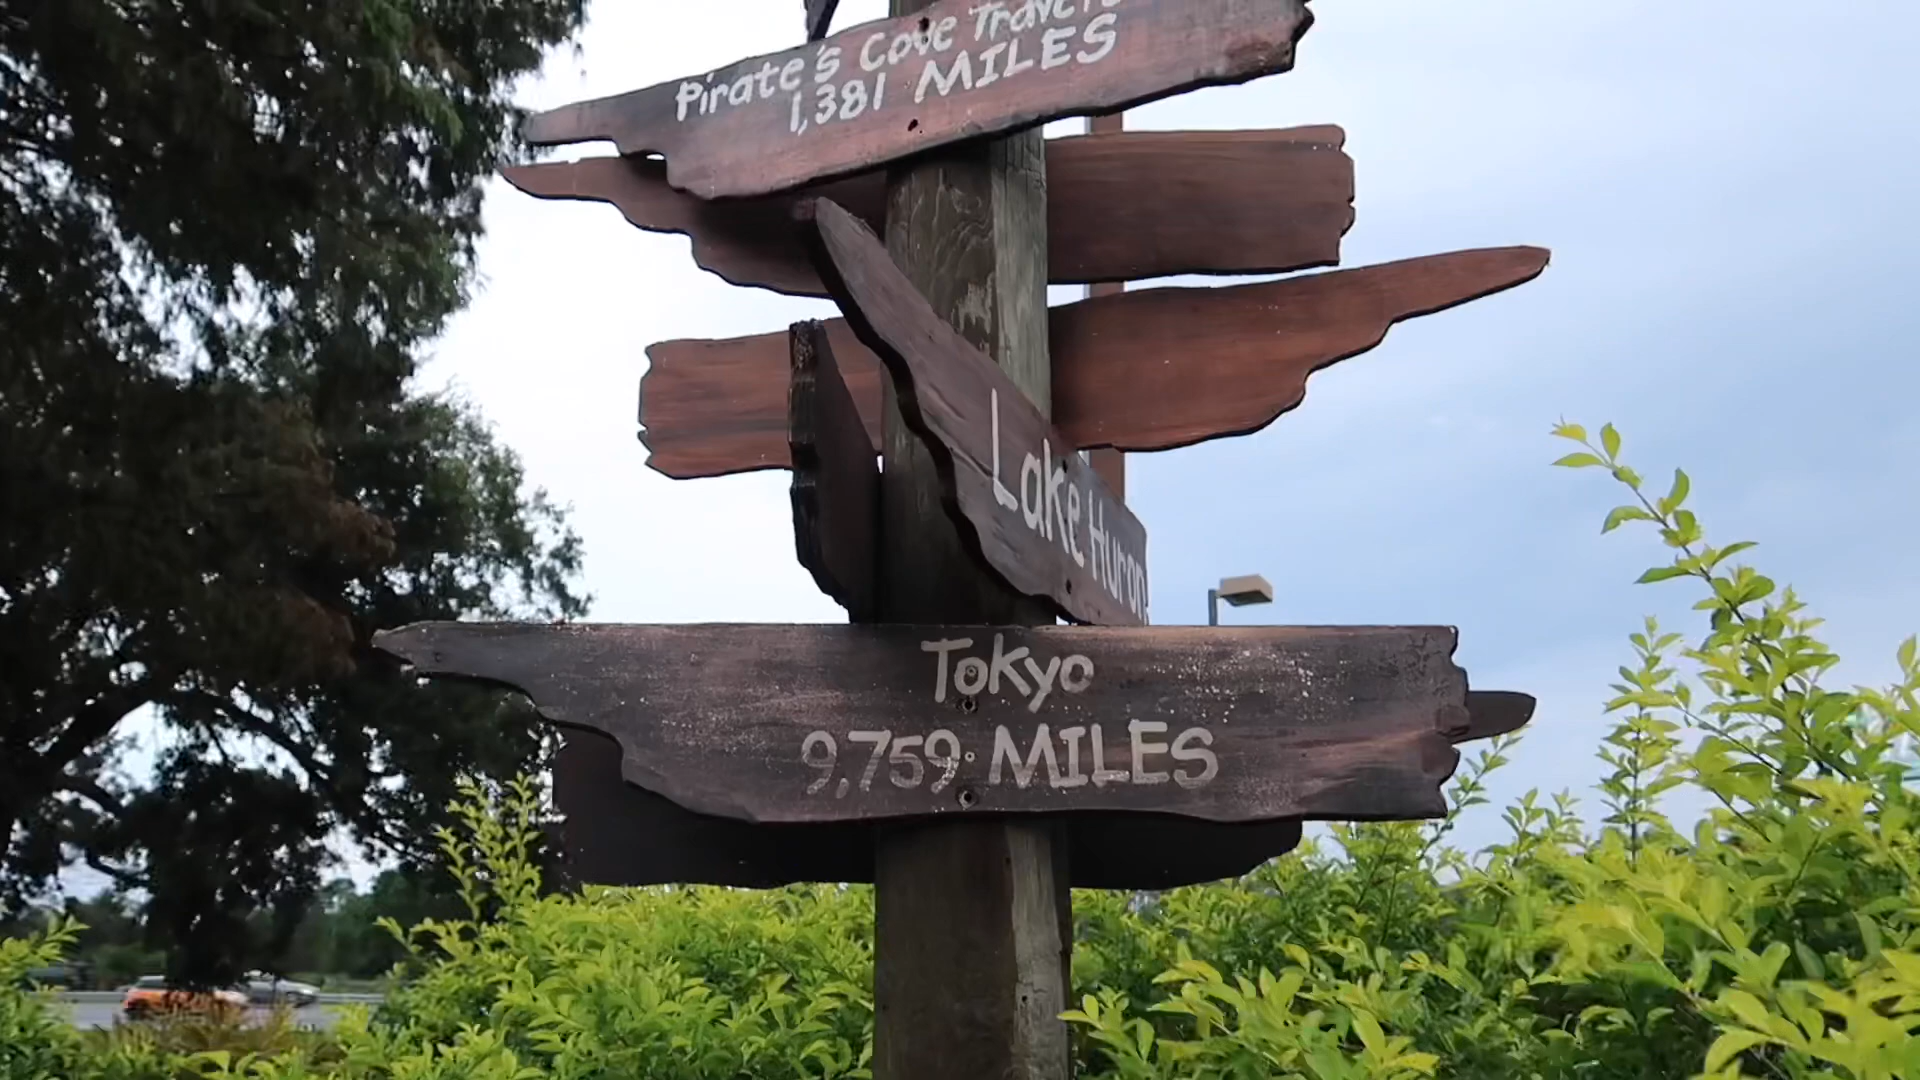 Pirate's Cove
1,381 MILES
Lake Huron
Tokyo
9,759 MILES